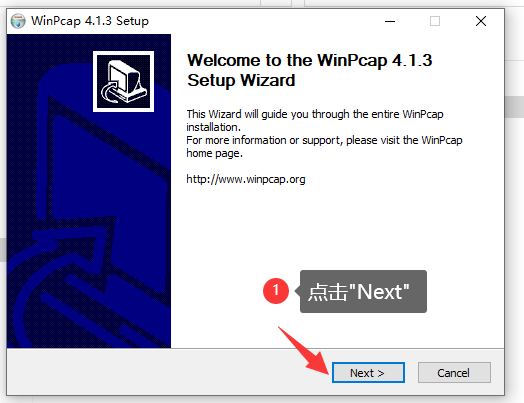 WinPcap 4.1.3 Setup
Welcome to the WinPcap 4.1.3
Setup Wizard
This Wizard will guide you through the entire WinPcap
installation.
For more information or support, please visit the WinPcap
home page.
http://www.winpcap.org
1
点击"Next"
Next >
Cancel